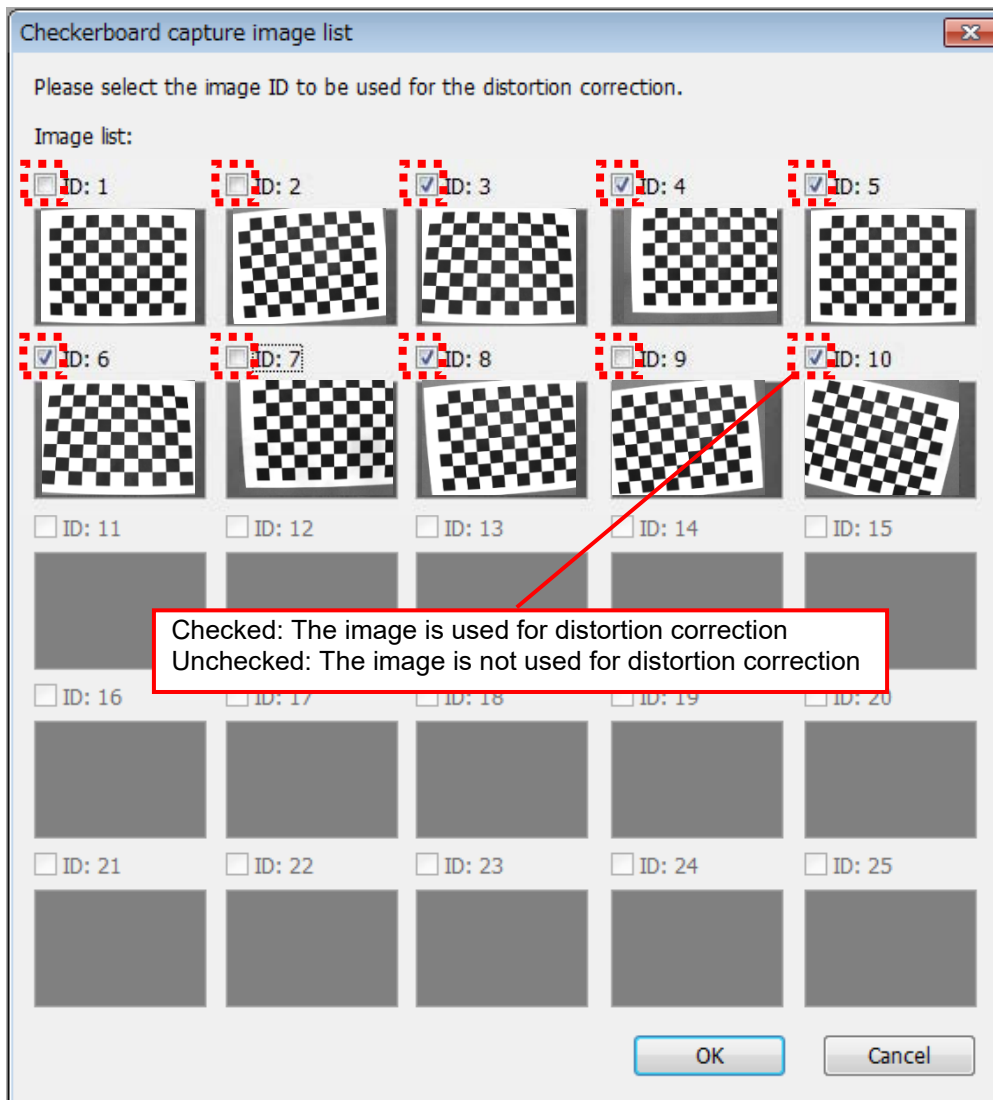 Checkerboard capture image list
Please select the image ID to be used for the distortion correction.
Image list:
ID: 1 ID: 2 ID: 3 ID: 4 ID: 5
ID: 6 ID: 7 ID: 8 ID: 9 ID: 10
ID: 11 ID: 12 ID: 13 ID: 14 ID: 15
Checked: The image is used for distortion correction
Unchecked: The image is not used for distortion correction
ID: 16 ID: 17 ID: 18 ID: 19 ID: 20
ID: 21 ID: 22 ID: 23 ID: 24 ID: 25
OK Cancel